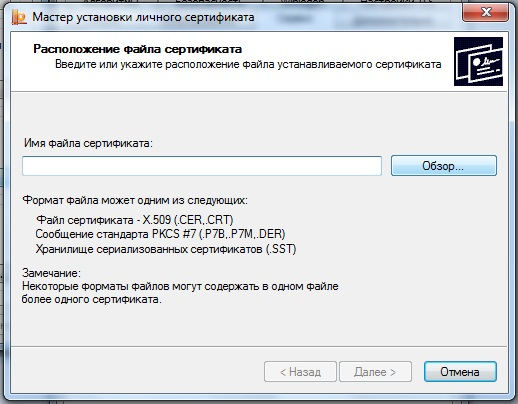 Мастер установки личного сертификата
Расположение файла сертификата
Введите или укажите расположение файла устанавливаемого сертификата
Имя файла сертификата:
Обзор...
Формат файла может одним из следующих:
Файл сертификата - X.509 (.CER,.CRT)
Сообщение стандарта PKCS #7 (.P7B,.P7M,.DER)
Хранилище сериализованных сертификатов (.SST)
Замечание:
Некоторые форматы файлов могут содержать в одном файле
более одного сертификата.
< Назад
Далее >
Отмена